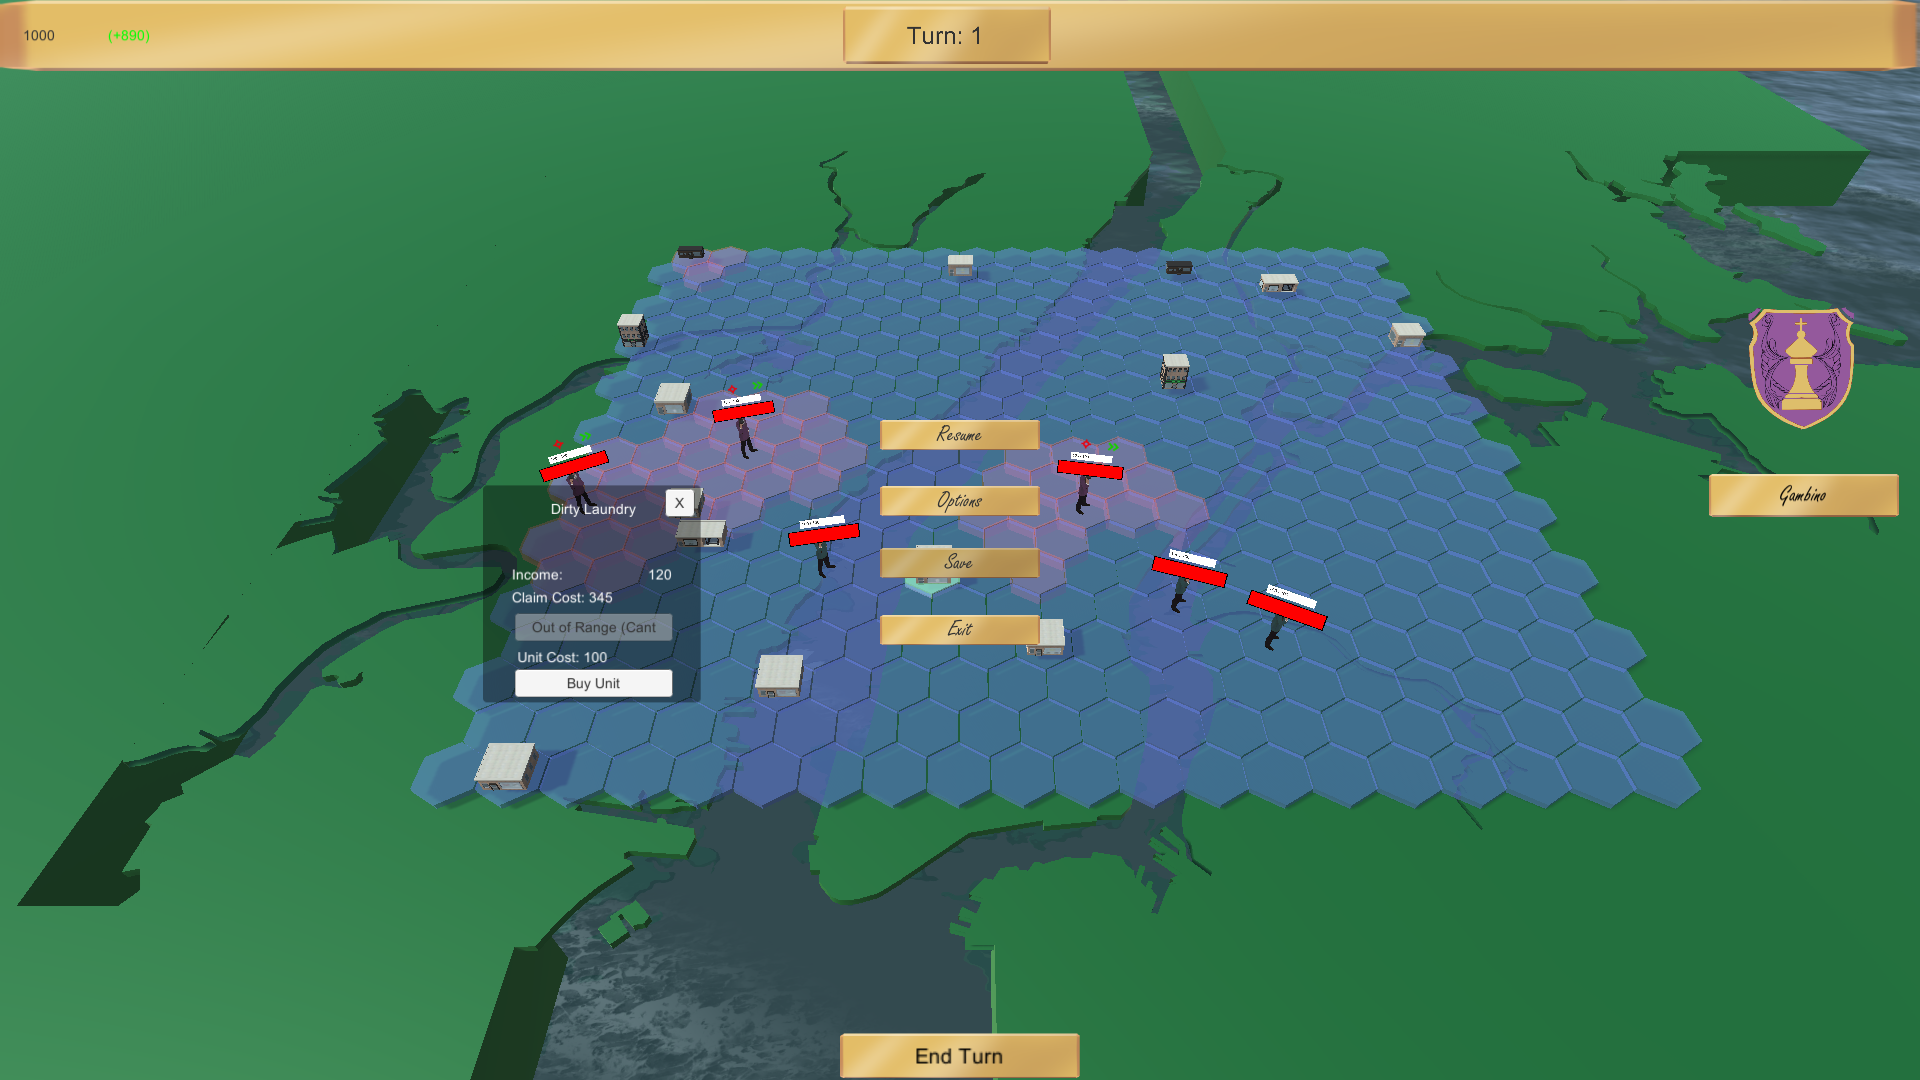 1000 (+890)
Turn: 1
Resume
Options
Save
Exit
Dirty Laundry
X
Income: 120
Claim Cost: 345
Out of Range (Cant
Unit Cost: 100
Buy Unit
Gambino
End Turn